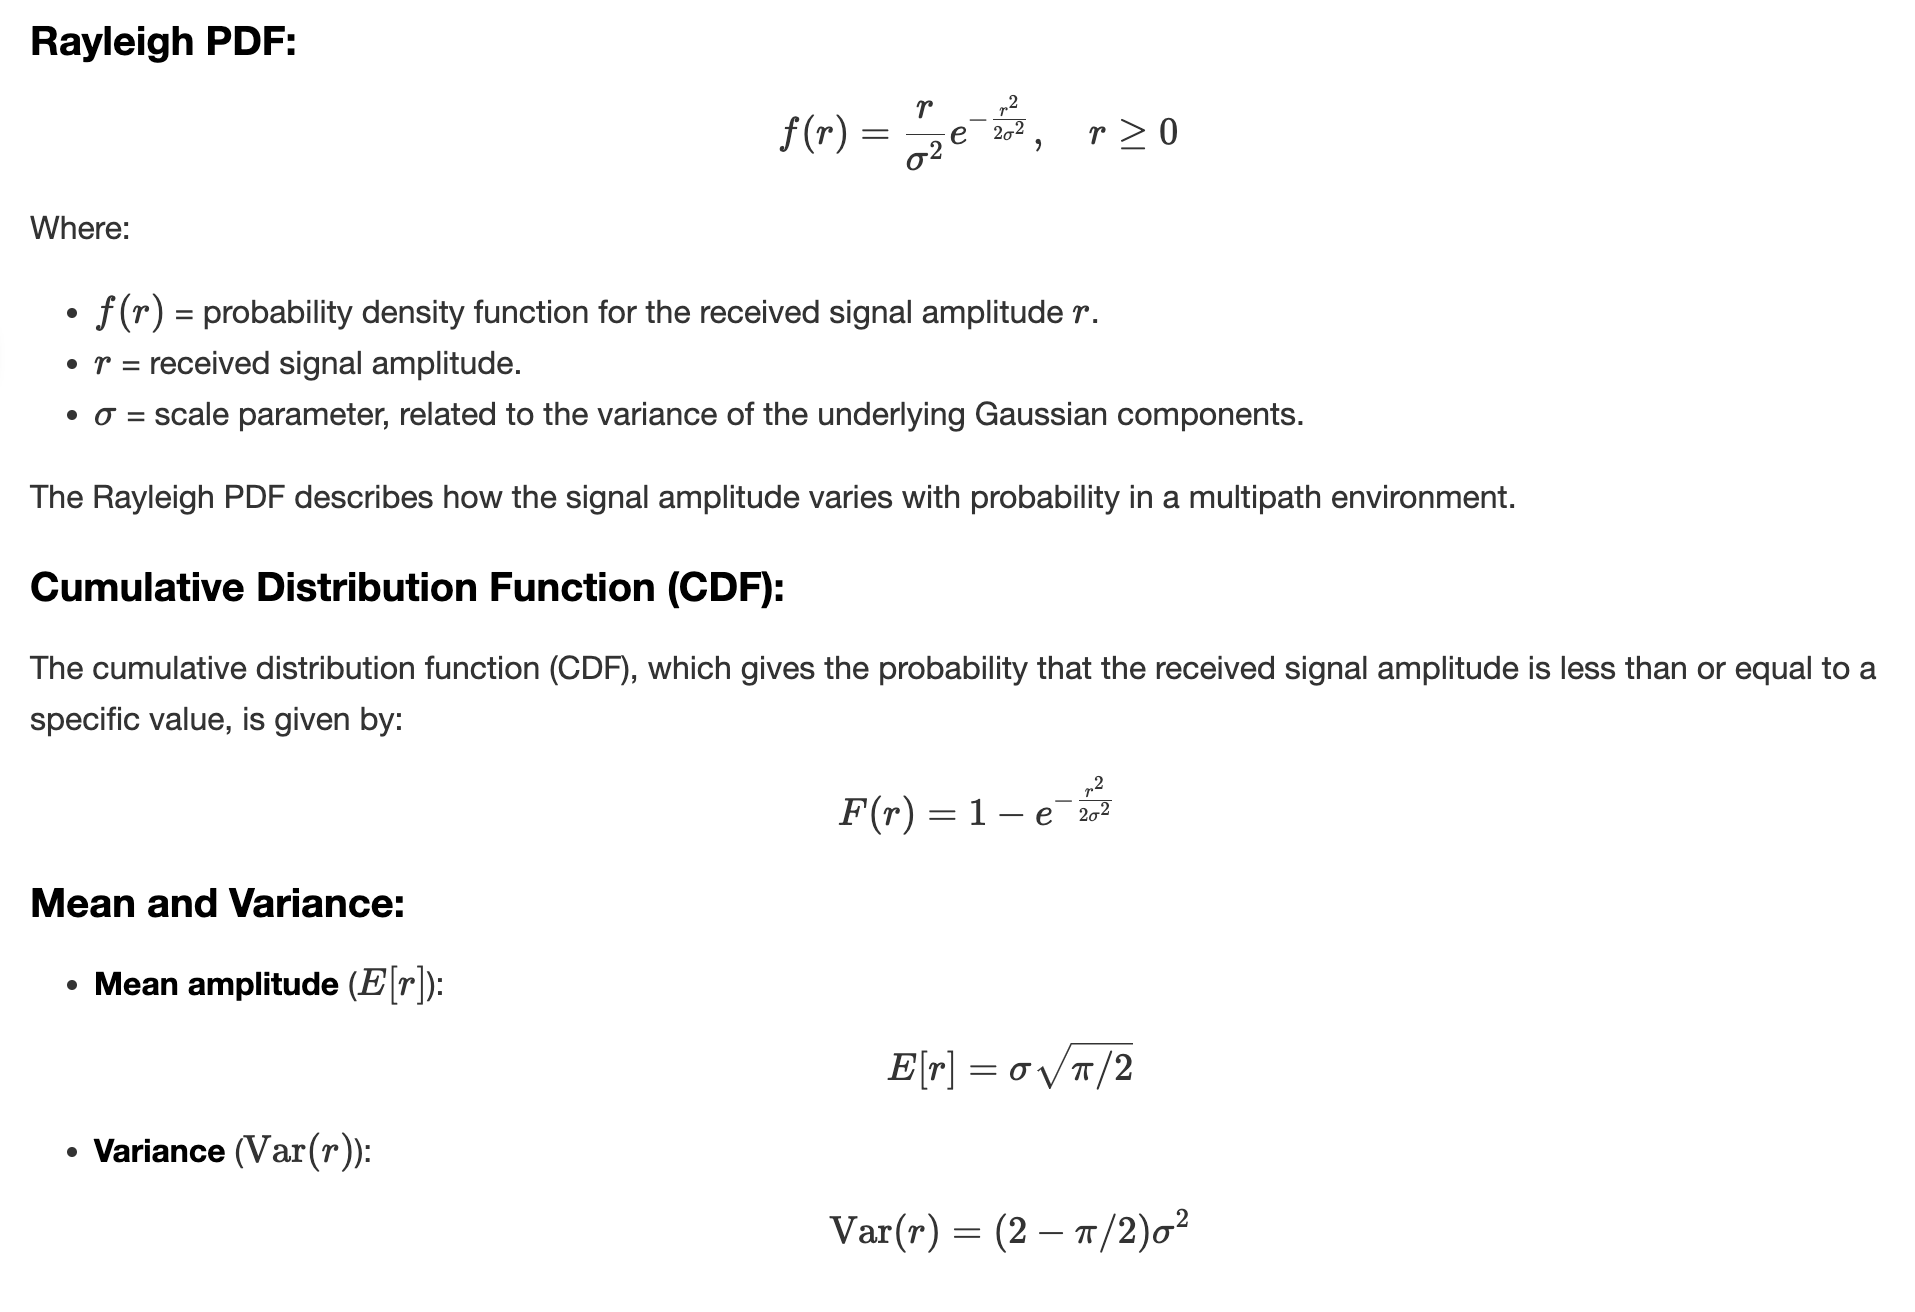 Rayleigh PDF:
f(r) = \frac{r}{\sigma^2} e^{-\frac{r^2}{2\sigma^2}}, \quad r \geq 0
Where:
• f(r) = probability density function for the received signal amplitude r.
• r = received signal amplitude.
• σ = scale parameter, related to the variance of the underlying Gaussian components.
The Rayleigh PDF describes how the signal amplitude varies with probability in a multipath environment.
Cumulative Distribution Function (CDF):
The cumulative distribution function (CDF), which gives the probability that the received signal amplitude is less than or equal to a
specific value, is given by:
F(r) = 1 - e^{-\frac{r^2}{2\sigma^2}}
Mean and Variance:
• Mean amplitude (E[r]):
E[r] = \sigma\sqrt{\pi/2}
• Variance (Var(r)):
Var(r) = (2 - \pi/2)\sigma^2